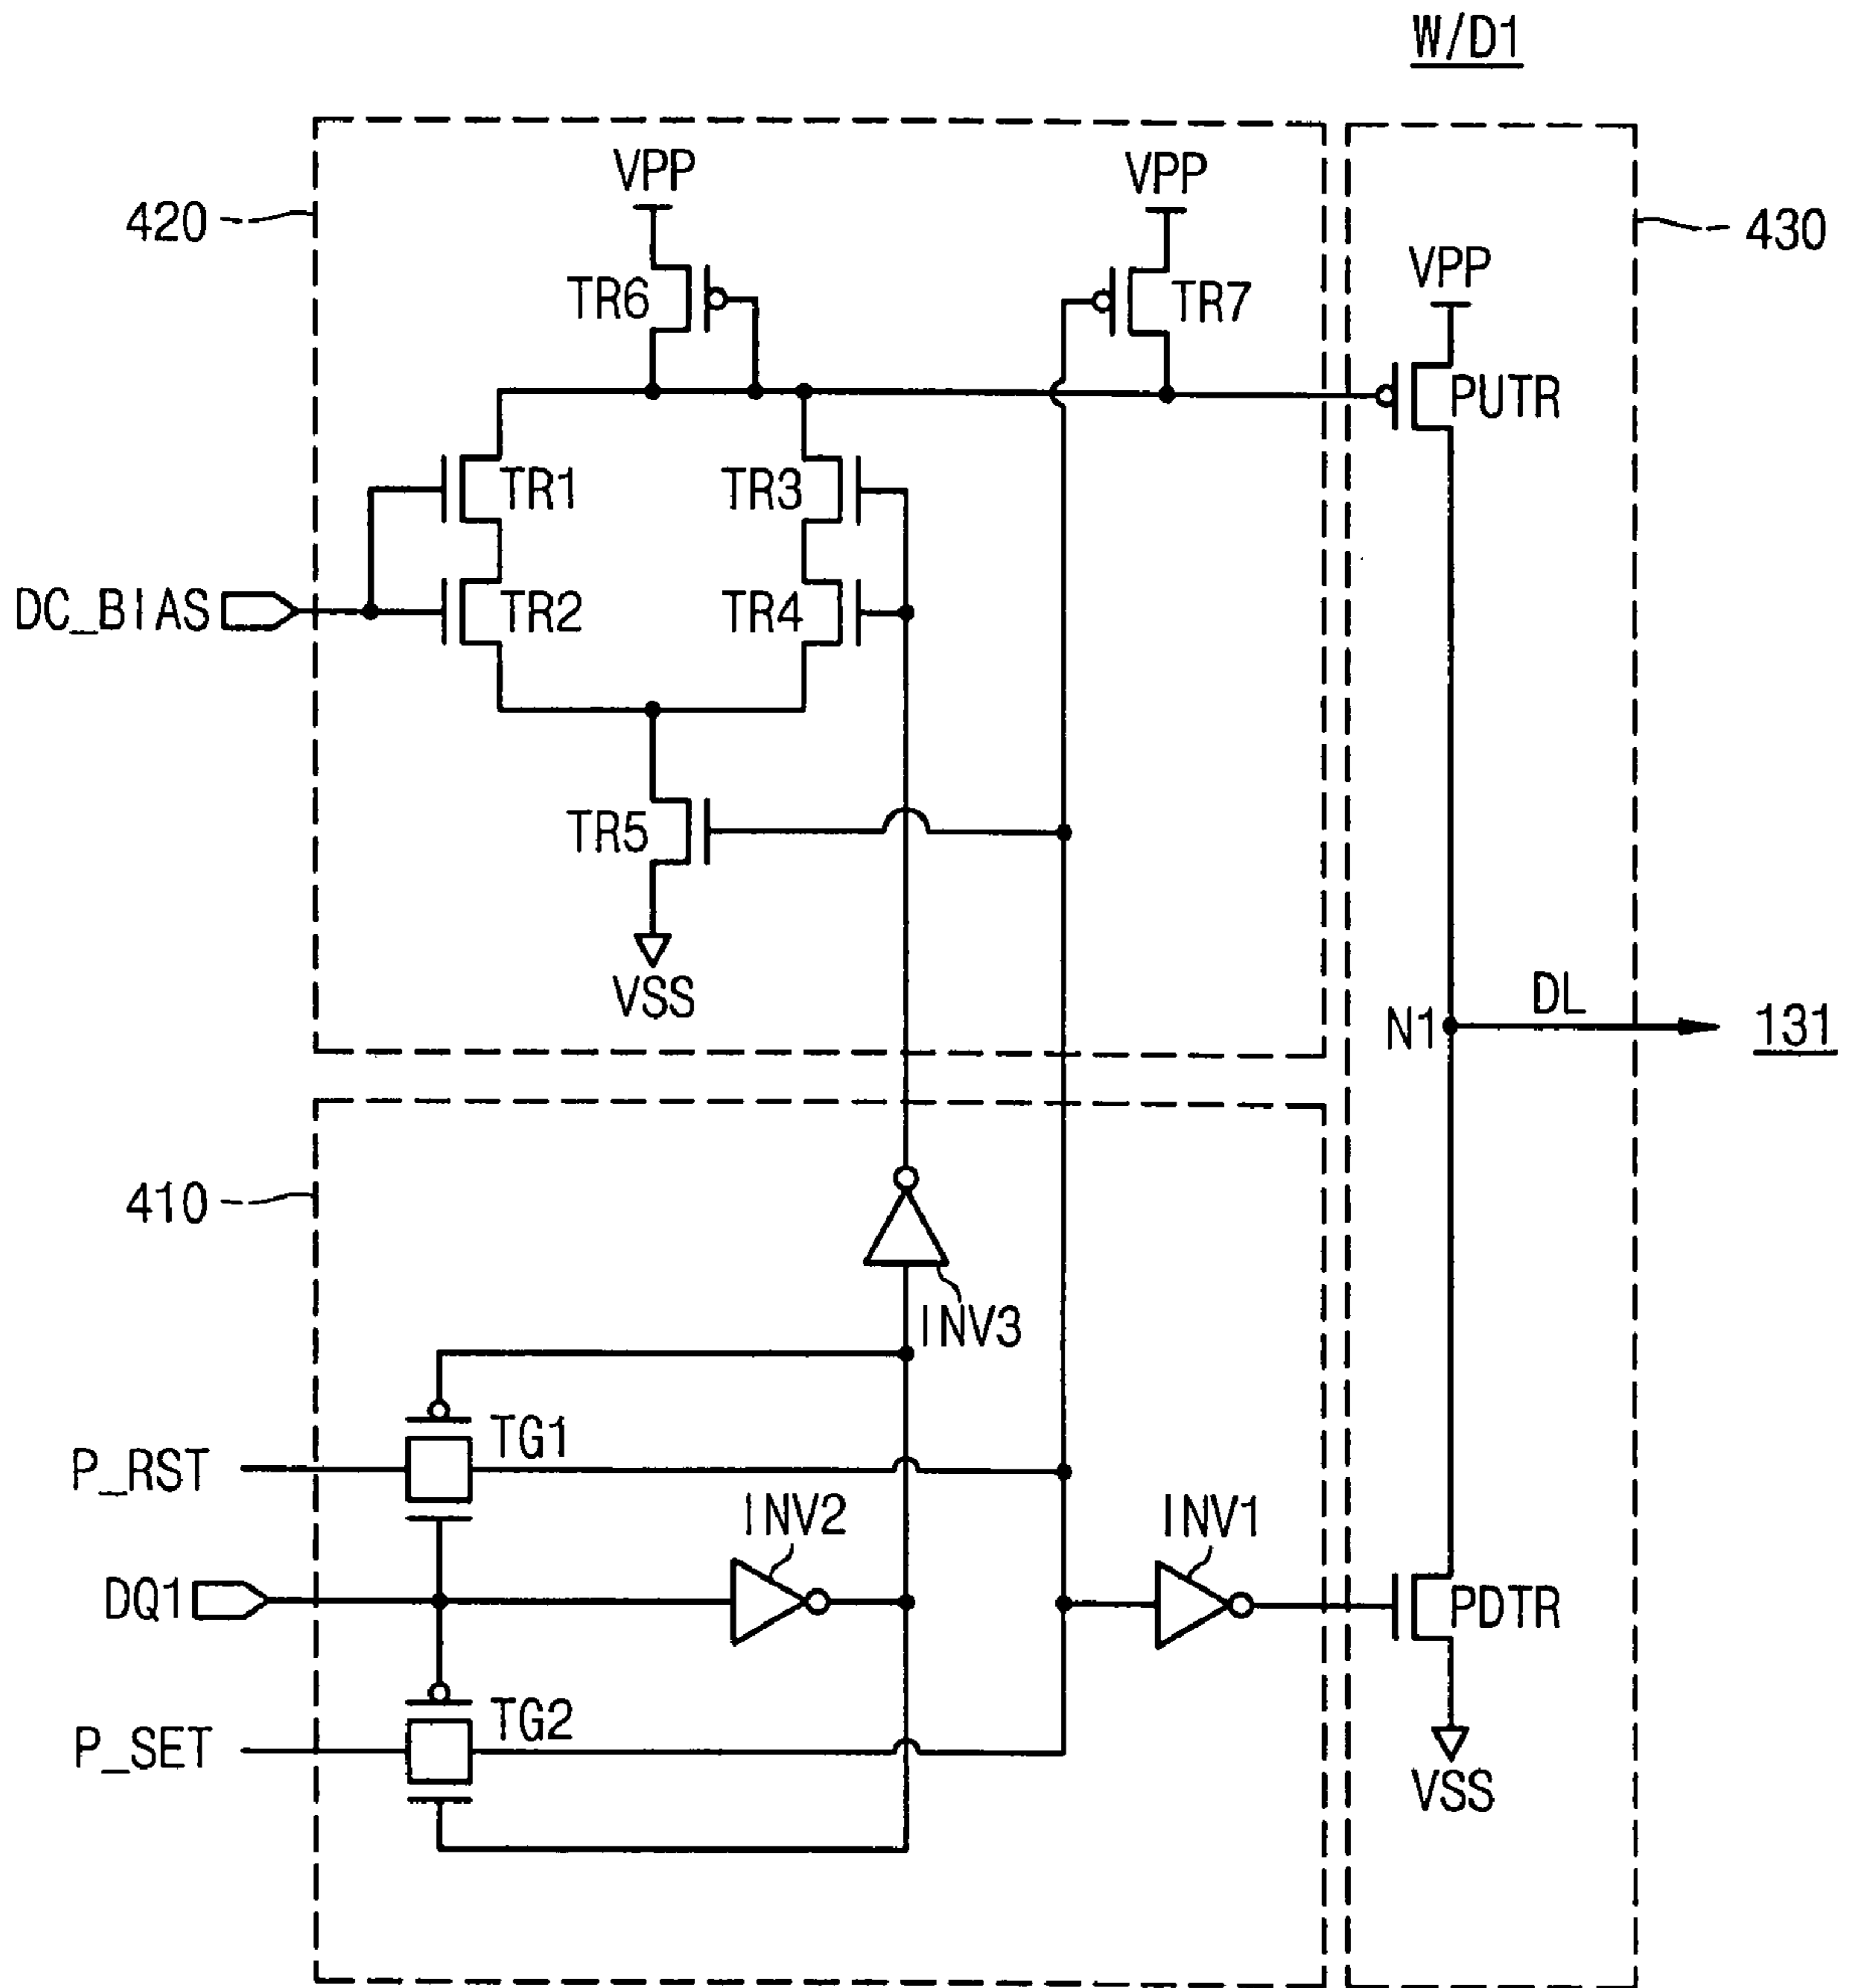 W/D1
VPP
VPP
420
430
VPP
TR6
TR7
PUTR
TR1
TR3
DC_BIAS
TR2
TR4
TR5
VSS
DL
N1
131
410
INV3
TG1
P_RST
INV2
INV1
DQ1
PDTR
TG2
P_SET
VSS